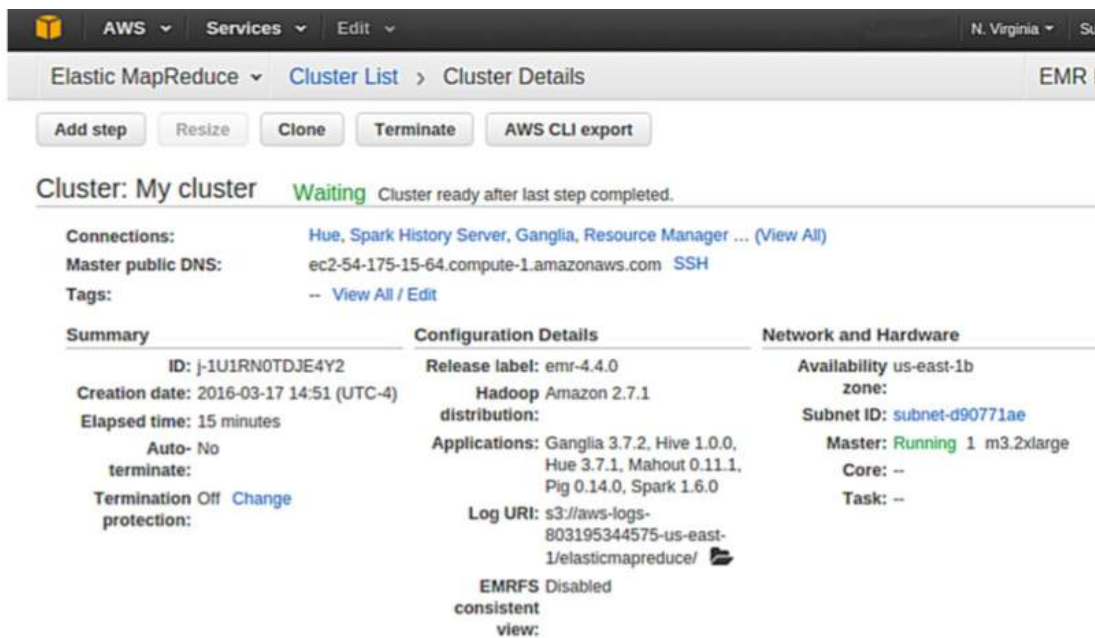 AWS Services Edit N. Virginia Su
Elastic MapReduce Cluster List > Cluster Details EMR
Add step Resize Clone Terminate AWS CLI export
Cluster: My cluster Waiting Cluster ready after last step completed.
Connections: Hue, Spark History Server, Ganglia, Resource Manager ... (View All)
Master public DNS: ec2-54-175-15-64.compute-1.amazonaws.com SSH
Tags: -- View All / Edit
Summary
ID: j-1U1RN0TDJE4Y2
Creation date: 2016-03-17 14:51 (UTC-4)
Elapsed time: 15 minutes
Auto- No
terminate:
Termination Off Change
protection:
Configuration Details
Release label: emr-4.4.0
Hadoop Amazon 2.7.1
distribution:
Applications: Ganglia 3.7.2, Hive 1.0.0,
Hue 3.7.1, Mahout 0.11.1,
Pig 0.14.0, Spark 1.6.0
Log URI: s3://aws-logs-
803195344575-us-east-
1/elasticmapreduce/
EMRFS Disabled
consistent
view:
Network and Hardware
Availability us-east-1b
zone:
Subnet ID: subnet-d90771ae
Master: Running 1 m3.2xlarge
Core: --
Task: --